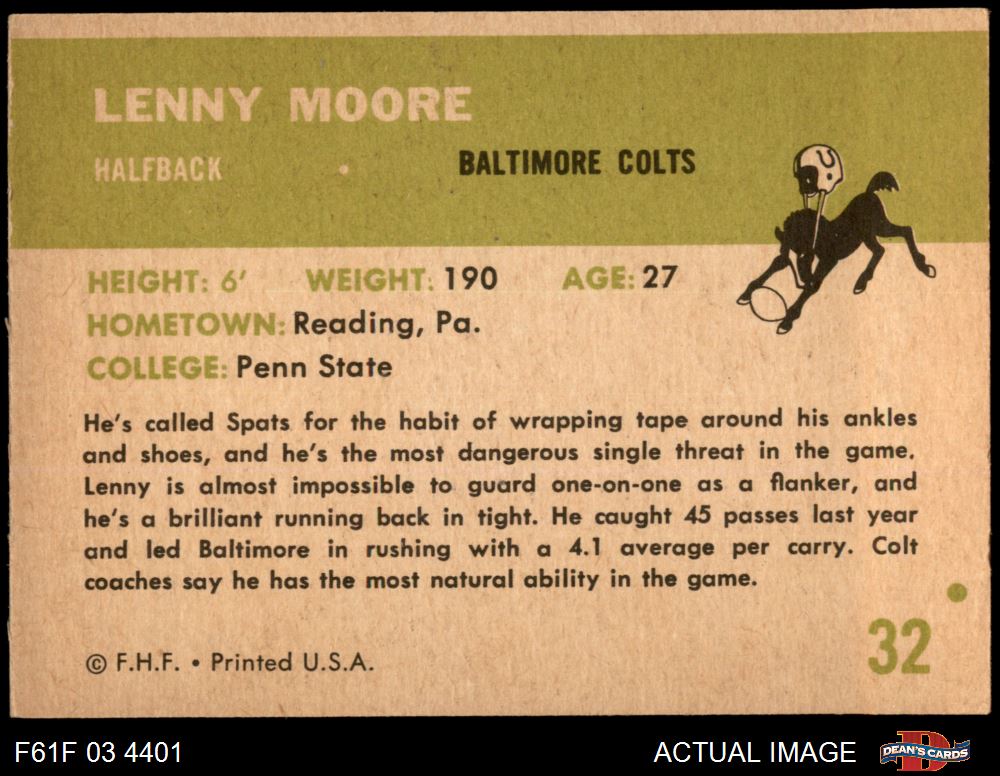 LENNY MOORE
HALFBACK • BALTIMORE COLTS
HEIGHT: 6' WEIGHT: 190 AGE: 27
HOMETOWN: Reading, Pa.
COLLEGE: Penn State
He's called Spats for the habit of wrapping tape around his ankles
and shoes, and he's the most dangerous single threat in the game.
Lenny is almost impossible to guard one-on-one as a flanker, and
he's a brilliant running back in tight. He caught 45 passes last year
and led Baltimore in rushing with a 4.1 average per carry. Colt
coaches say he has the most natural ability in the game.
32
© F.H.F. • Printed U.S.A.
F61F 03 4401
ACTUAL IMAGE
D
DEAN'S CARDS